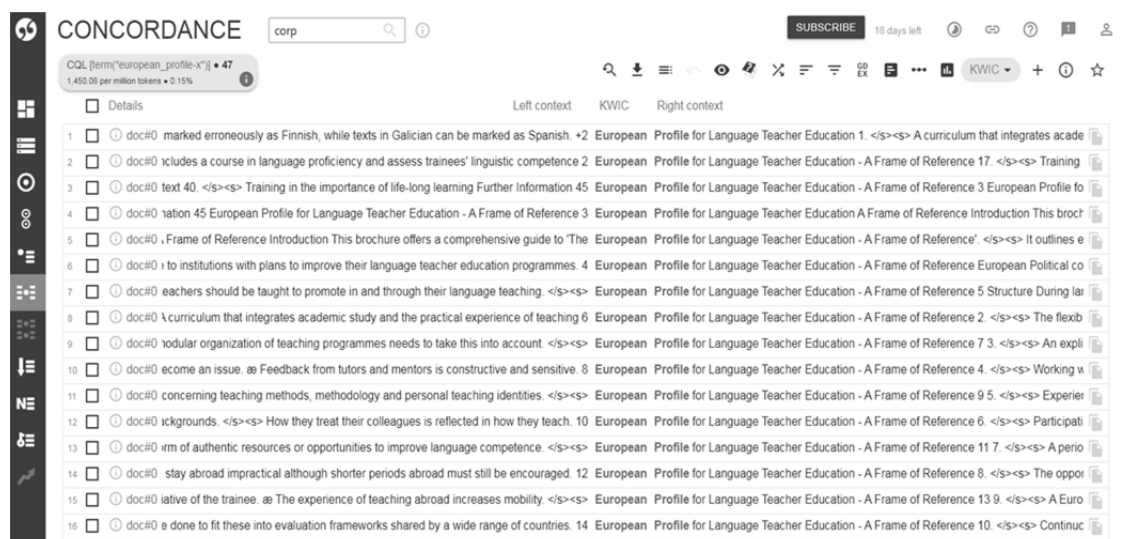 CONCORDANCE corp SUBSCRIBE 18 days left
CQL [term("european_profile-x")] • 47
1,450.08 per million tokens • 0.15%
GD EX KWIC
Details Left context KWIC Right context
1 doc#0 marked erroneously as Finnish, while texts in Galician can be marked as Spanish. +2 European Profile for Language Teacher Education 1. </s><s> A curriculum that integrates acade
2 doc#0 ncludes a course in language proficiency and assess trainees' linguistic competence 2 European Profile for Language Teacher Education - A Frame of Reference 17. </s><s> Training
3 doc#0 text 40. </s><s> Training in the importance of life-long learning Further Information 45 European Profile for Language Teacher Education - A Frame of Reference 3 European Profile fo
4 doc#0 nation 45 European Profile for Language Teacher Education - A Frame of Reference 3 European Profile for Language Teacher Education A Frame of Reference Introduction This broch
5 doc#0 Frame of Reference Introduction This brochure offers a comprehensive guide to 'The European Profile for Language Teacher Education - A Frame of Reference'. </s><s> It outlines e
6 doc#0 to institutions with plans to improve their language teacher education programmes. 4 European Profile for Language Teacher Education - A Frame of Reference European Political co
7 doc#0 eachers should be taught to promote in and through their language teaching. </s><s> European Profile for Language Teacher Education - A Frame of Reference 5 Structure During lar
8 doc#0 A curriculum that integrates academic study and the practical experience of teaching 6 European Profile for Language Teacher Education - A Frame of Reference 2. </s><s> The flexib
9 doc#0 nodular organization of teaching programmes needs to take this into account. </s><s> European Profile for Language Teacher Education - A Frame of Reference 7 3. </s><s> An expli
10 doc#0 ecome an issue. æ Feedback from tutors and mentors is constructive and sensitive. 8 European Profile for Language Teacher Education - A Frame of Reference 4. </s><s> Working w
11 doc#0 concerning teaching methods, methodology and personal teaching identities. </s><s> European Profile for Language Teacher Education - A Frame of Reference 9 5. </s><s> Experier
12 doc#0 ackgrounds. </s><s> How they treat their colleagues is reflected in how they teach. 10 European Profile for Language Teacher Education - A Frame of Reference 6. </s><s> Participati
13 doc#0 rm of authentic resources or opportunities to improve language competence. </s><s> European Profile for Language Teacher Education - A Frame of Reference 11 7. </s><s> A perio
14 doc#0 stay abroad impractical although shorter periods abroad must still be encouraged. 12 European Profile for Language Teacher Education - A Frame of Reference 8. </s><s> The oppor
15 doc#0 iative of the trainee. æ The experience of teaching abroad increases mobility. </s><s> European Profile for Language Teacher Education - A Frame of Reference 13 9. </s><s> A Euro
16 doc#0 e done to fit these into evaluation frameworks shared by a wide range of countries. 14 European Profile for Language Teacher Education - A Frame of Reference 10. </s><s> Continuc